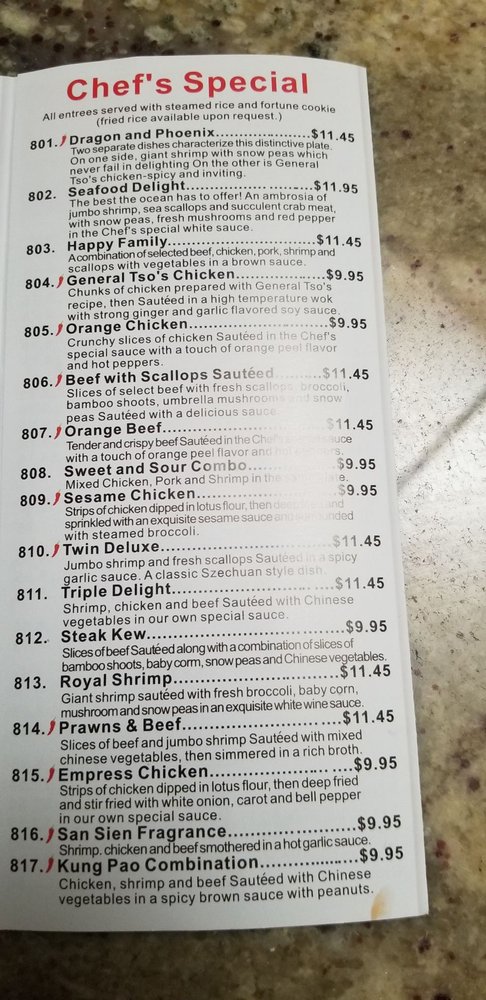 Chef's Special
All entrees served with steamed rice and fortune cookie
(fried rice available upon request.)
801. Dragon and Phoenix....................$11.45
Two separate dishes characterize this distinctive plate.
On one side, giant shrimp with snow peas which
never fail in delighting On the other is General
Tso's chicken-spicy and inviting.
802. Seafood Delight............................$11.95
The best the ocean has to offer! An ambrosia of
jumbo shrimp, sea scallops and succulent crab meat,
with snow peas, fresh mushrooms and red pepper
in the Chef's special white sauce.
803. Happy Family................................$11.45
A combination of selected beef, chicken, pork, shrimp and
scallops with vegetables in a brown sauce.
804. General Tso's Chicken...................$9.95
Chunks of chicken prepared with General Tso's
recipe, then Sautéed in a high temperature wok
with strong ginger and garlic flavored soy sauce.
805. Orange Chicken.............................$9.95
Crunchy slices of chicken Sautéed in the Chef's
special sauce with a touch of orange peel flavor
and hot peppers.
806. Beef with Scallops Sautéed.........$11.45
Slices of select beef with fresh scallops, broccoli,
bamboo shoots, umbrella mushrooms and snow
peas Sautéed with a delicious sauce.
807. Orange Beef................................$11.45
Tender and crispy beef Sautéed in the Chef's sauce
with a touch of orange peel flavor and hot
808. Sweet and Sour Combo..................$9.95
Mixed Chicken, Pork and Shrimp in the
809. Sesame Chicken............................$9.95
Strips of chicken dipped in lotus flour, then deep and
sprinkled with an exquisite sesame sauce and surrounded
with steamed broccoli.
810. Twin Deluxe.................................$11.45
Jumbo shrimp and fresh scallops Sautéed in a spicy
garlic sauce. A classic Szechuan style dish.
811. Triple Delight...............................$11.45
Shrimp, chicken and beef Sautéed with Chinese
vegetables in our own special sauce.
812. Steak Kew.....................................$9.95
Slices of beef Sautéed along with a combination of slices of
bamboo shoots, baby corn, snow peas and Chinese vegetables.
813. Royal Shrimp...............................$11.45
Giant shrimp sautéed with fresh broccoli, baby corn,
mushroom and snow peas in an exquisite white wine sauce.
814. Prawns & Beef..............................$11.45
Slices of beef and jumbo shrimp Sautéed with mixed
chinese vegetables, then simmered in a rich broth.
815. Empress Chicken...........................$9.95
Strips of chicken dipped in lotus flour, then deep fried
and stir fried with white onion, carot and bell pepper
in our own special sauce.
816. San Sien Fragrance........................$9.95
Shrimp. chicken and beef smothered in a hot garlic sauce.
817. Kung Pao Combination..................$9.95
Chicken, shrimp and beef Sautéed with Chinese
vegetables in a spicy brown sauce with peanuts.